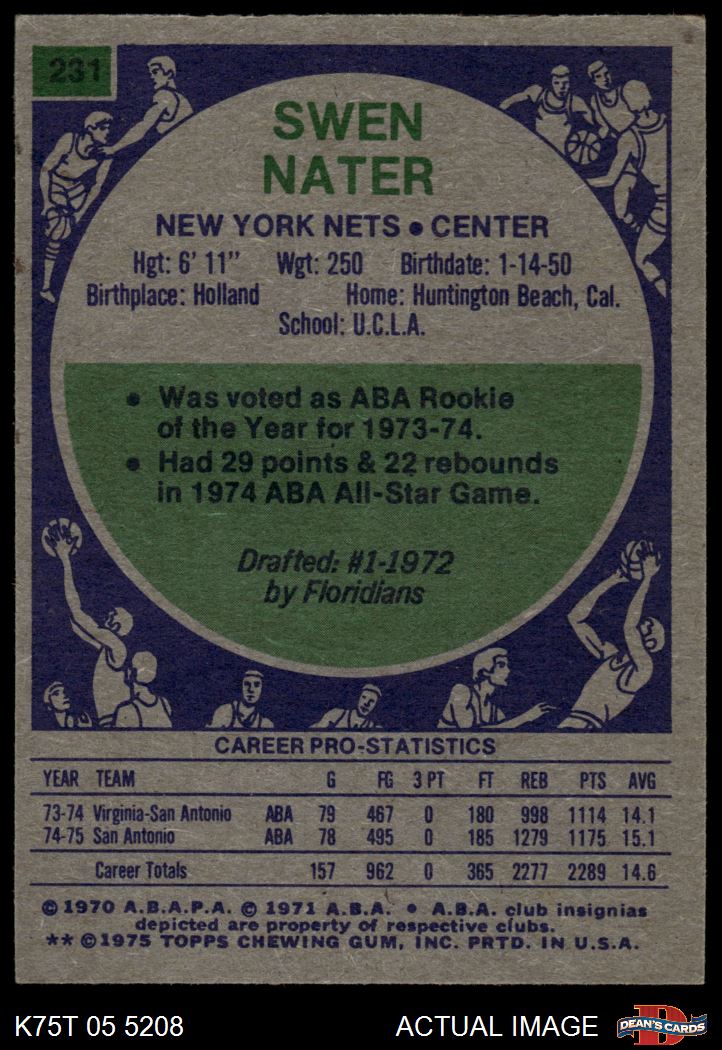 231
SWEN
NATER
NEW YORK NETS • CENTER
Hgt: 6' 11" Wgt: 250 Birthdate: 1-14-50
Birthplace: Holland Home: Huntington Beach, Cal.
School: U.C.L.A.
• Was voted as ABA Rookie
of the Year for 1973-74.
• Had 29 points & 22 rebounds
in 1974 ABA All-Star Game.
Drafted: #1-1972
by Floridians
CAREER PRO-STATISTICS
YEAR TEAM G FG 3 PT FT REB PTS AVG
73-74 Virginia-San Antonio ABA 79 467 0 180 998 1114 14.1
74-75 San Antonio ABA 78 495 0 185 1279 1175 15.1
Career Totals 157 962 0 365 2277 2289 14.6
© 1970 A.B.A.P.A. © 1971 A.B.A. • A.B.A. club insignias
depicted are property of respective clubs.
** © 1975 TOPPS CHEWING GUM, INC. PRTD. IN U.S.A.
K75T 05 5208 ACTUAL IMAGE D DEAN'S CARDS